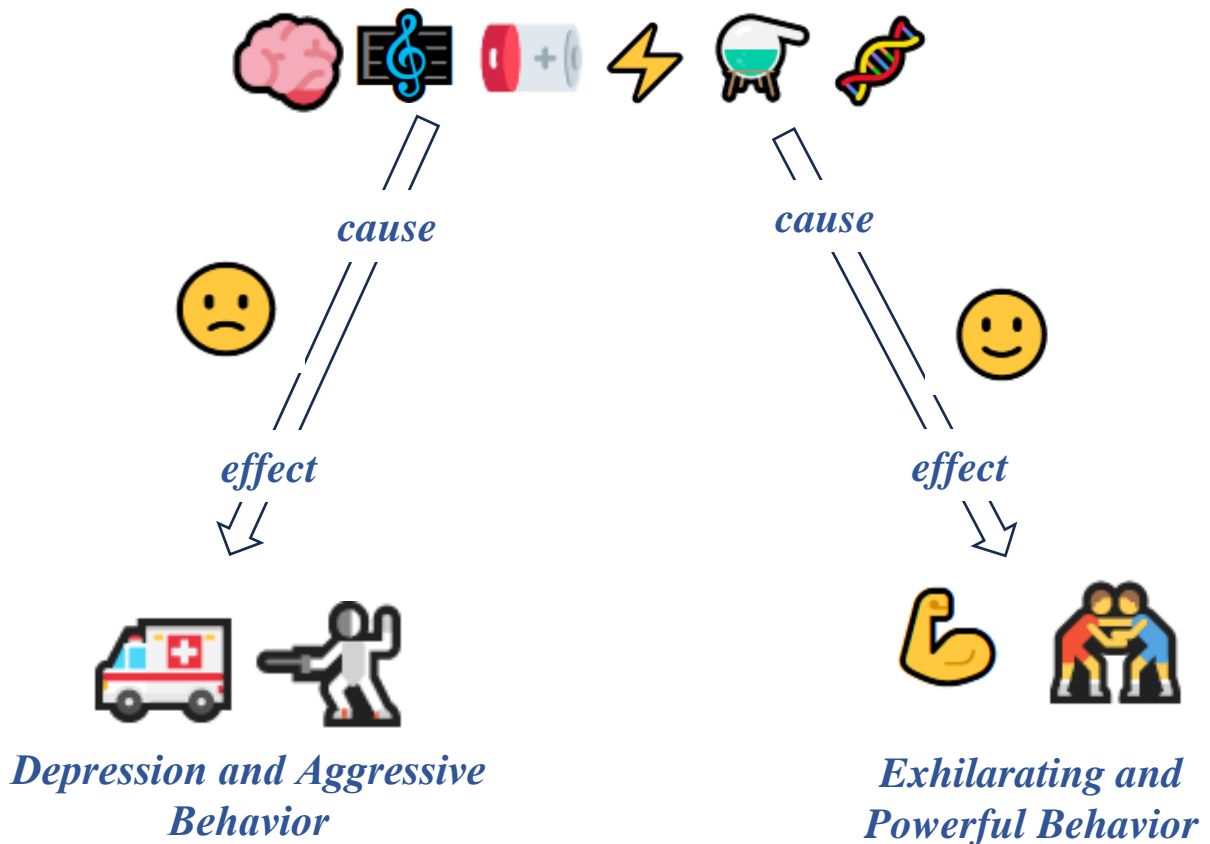 cause
cause
effect
effect
Depression and Aggressive
Behavior
Exhilarating and
Powerful Behavior